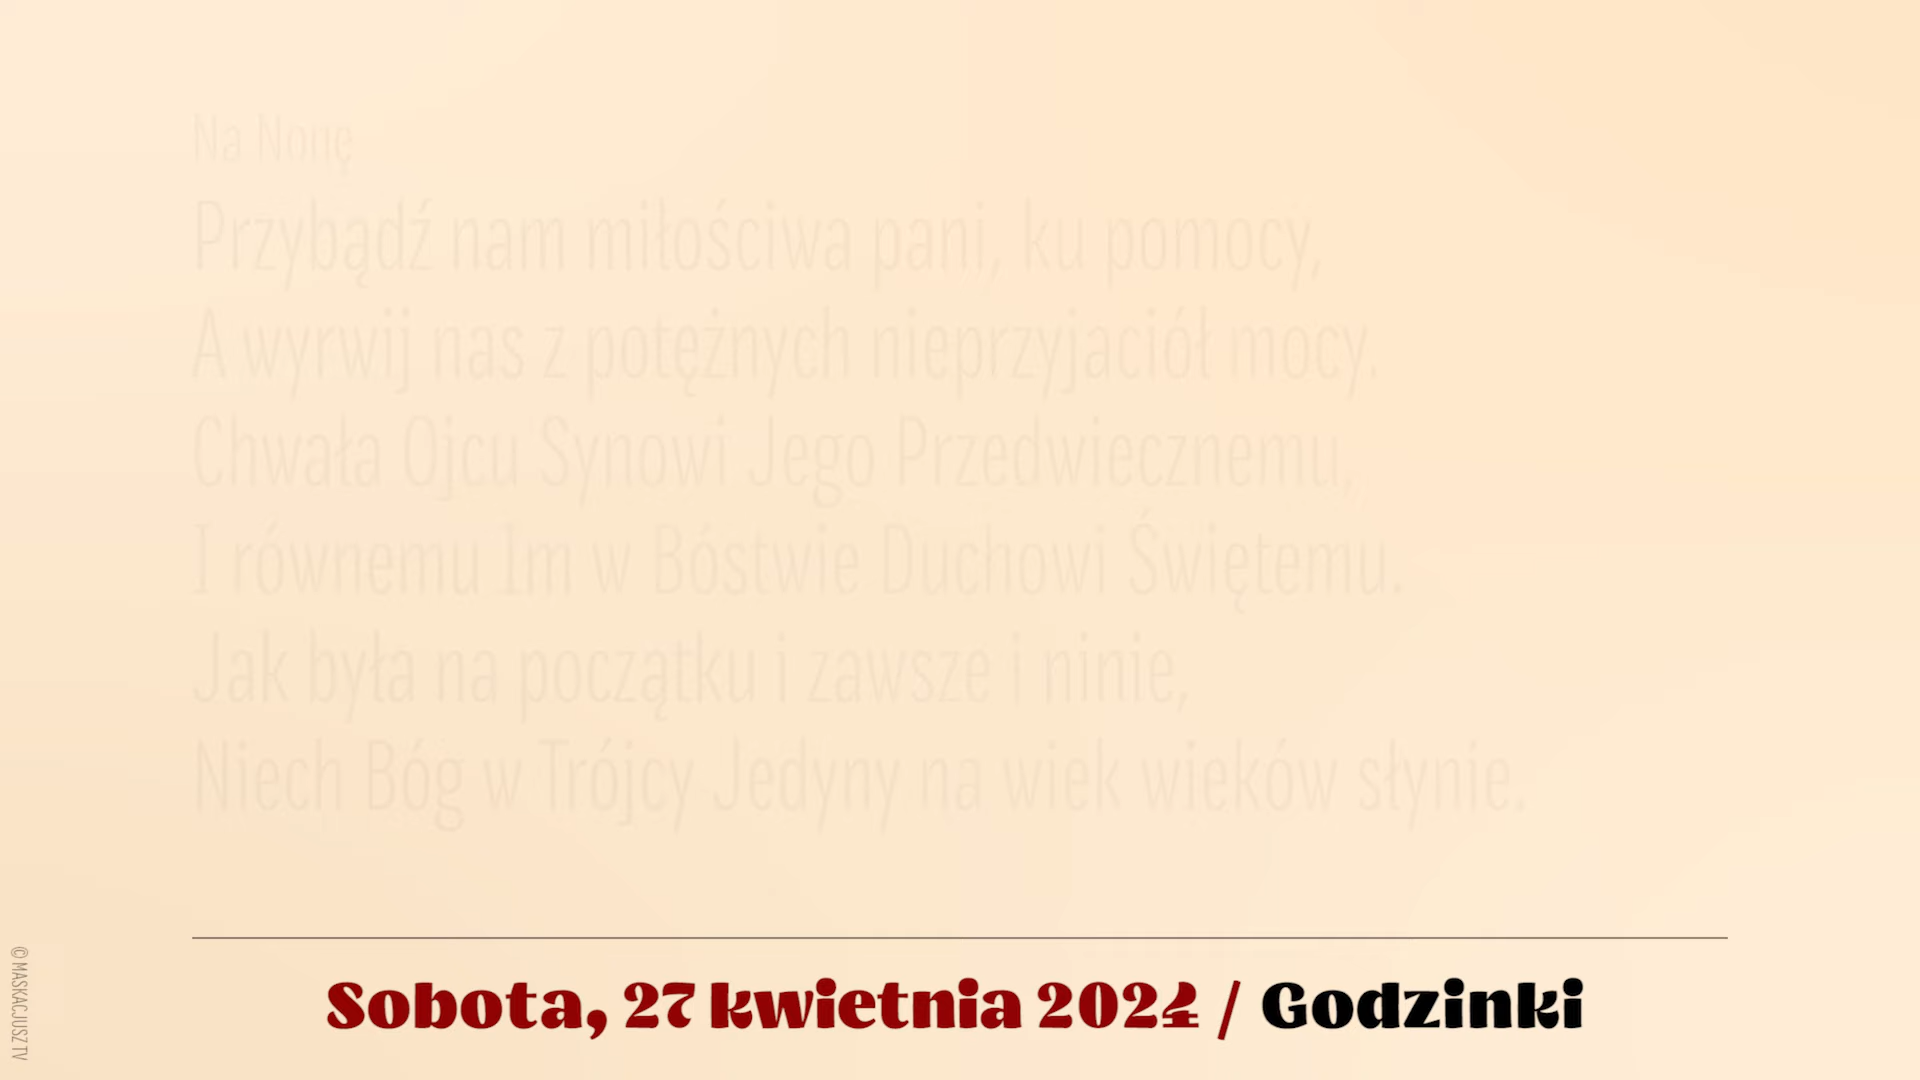 Na Nonę
Przybądź nam miłościwa pani, ku pomocy,
A wyrwij nas z potężnych nieprzyjaciół mocy.
Chwała Ojcu Synowi Jego Przedwiecznemu,
I równemu 1m w Bóstwie Duchowi Świętemu.
Jak była na początku i zawsze i ninie,
Niech Bóg w Trójcy Jedyny na wiek wieków słynie.
Sobota, 27 kwietnia 2024 / Godzinki
© MASKACJUSZ TV